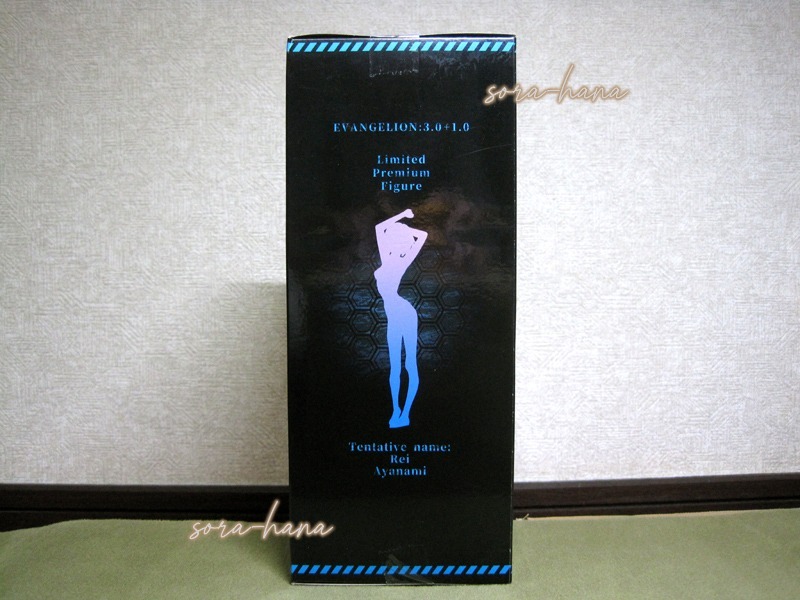 sora-hana
EVANGELION:3.0+1.0
Limited
Premium
Figure
Tentative name:
Rei
Ayanami
sora-hana